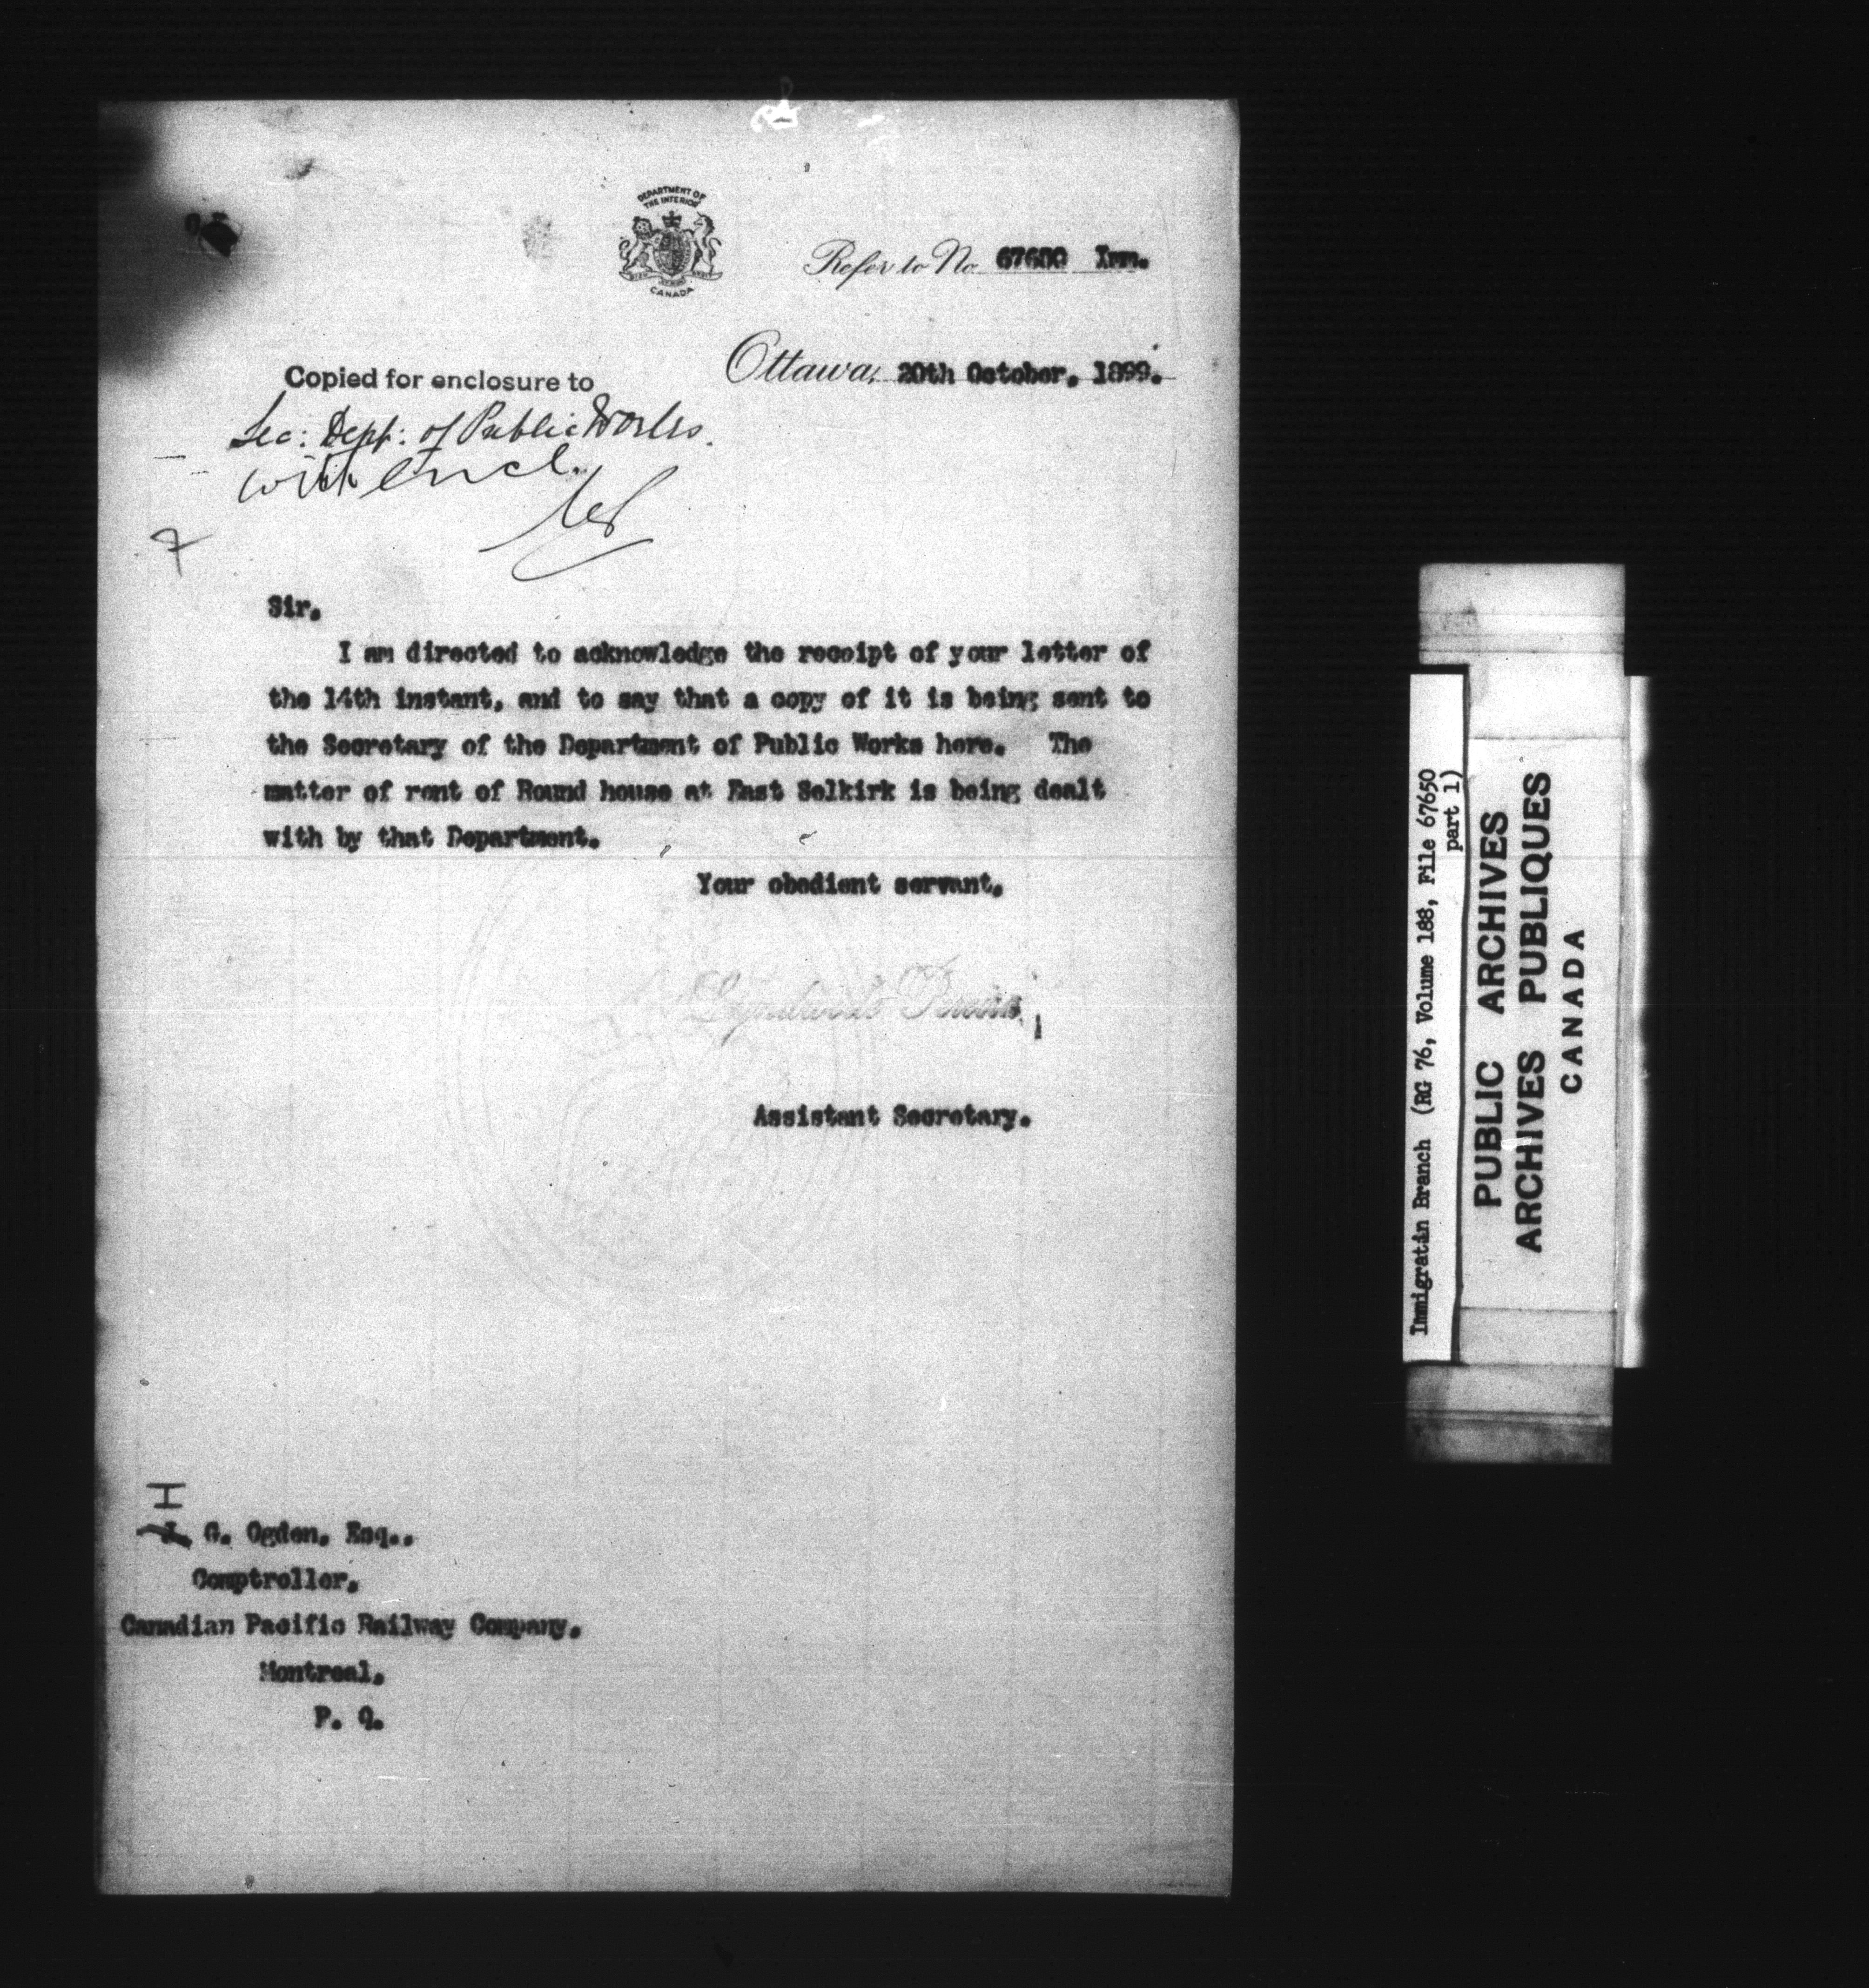 DEPARTMENT OF
THE INTERIOR
CANADA
Refer to No. 67650 Imm.
Ottawa, 20th October, 1899.
Copied for enclosure to
Sec: Dept: of Public Works.
with encl.
Sir,
I am directed to acknowledge the receipt of your letter of
the 14th instant, and to say that a copy of it is being sent to
the Secretary of the Department of Public Works here. The
matter of rent of Round house at East Selkirk is being dealt
with by that Department.
Your obedient servant,
Lyndwode Pereira
Assistant Secretary.
I
G. Ogden, Esq.,
Comptroller,
Canadian Pacific Railway Company,
Montreal,
P. Q.
Immigratin Branch (RG 76, Volume 188, File 67650
part 1)
PUBLIC ARCHIVES
ARCHIVES PUBLIQUES
CANADA